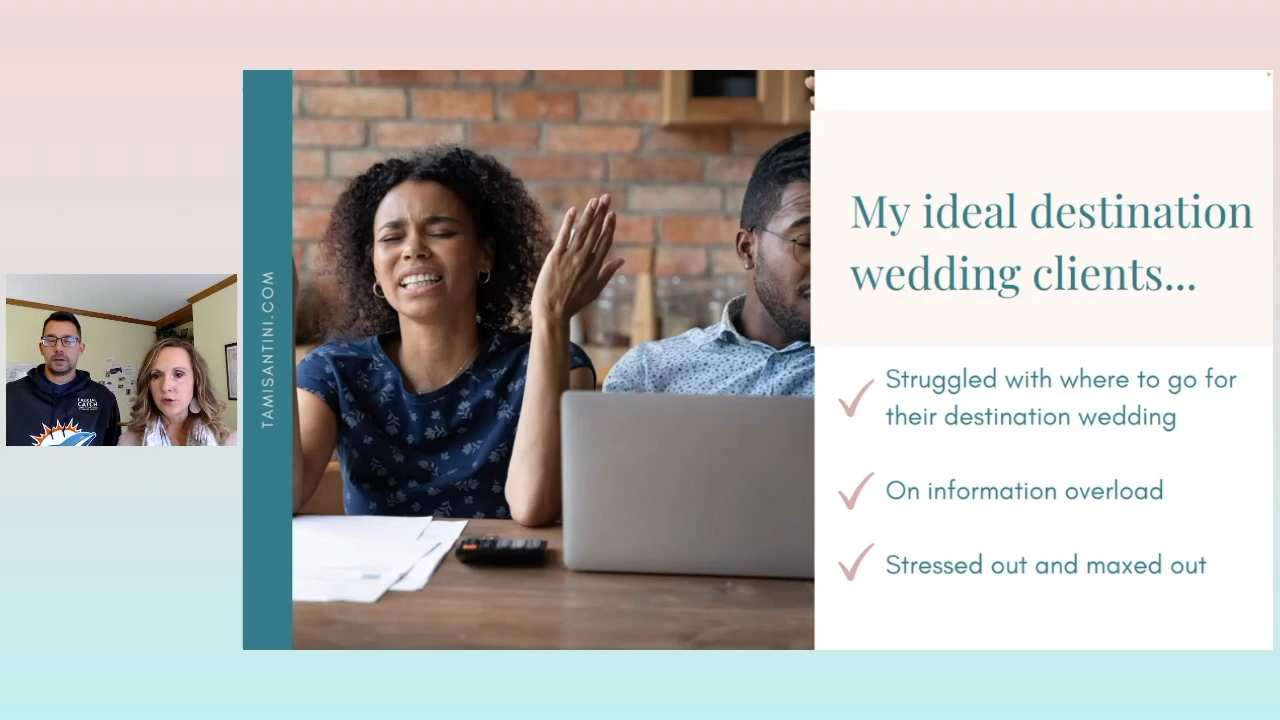 TAMISANTINI.COM
My ideal destination
wedding clients...
Struggled with where to go for
their destination wedding
On information overload
Stressed out and maxed out
CATCH